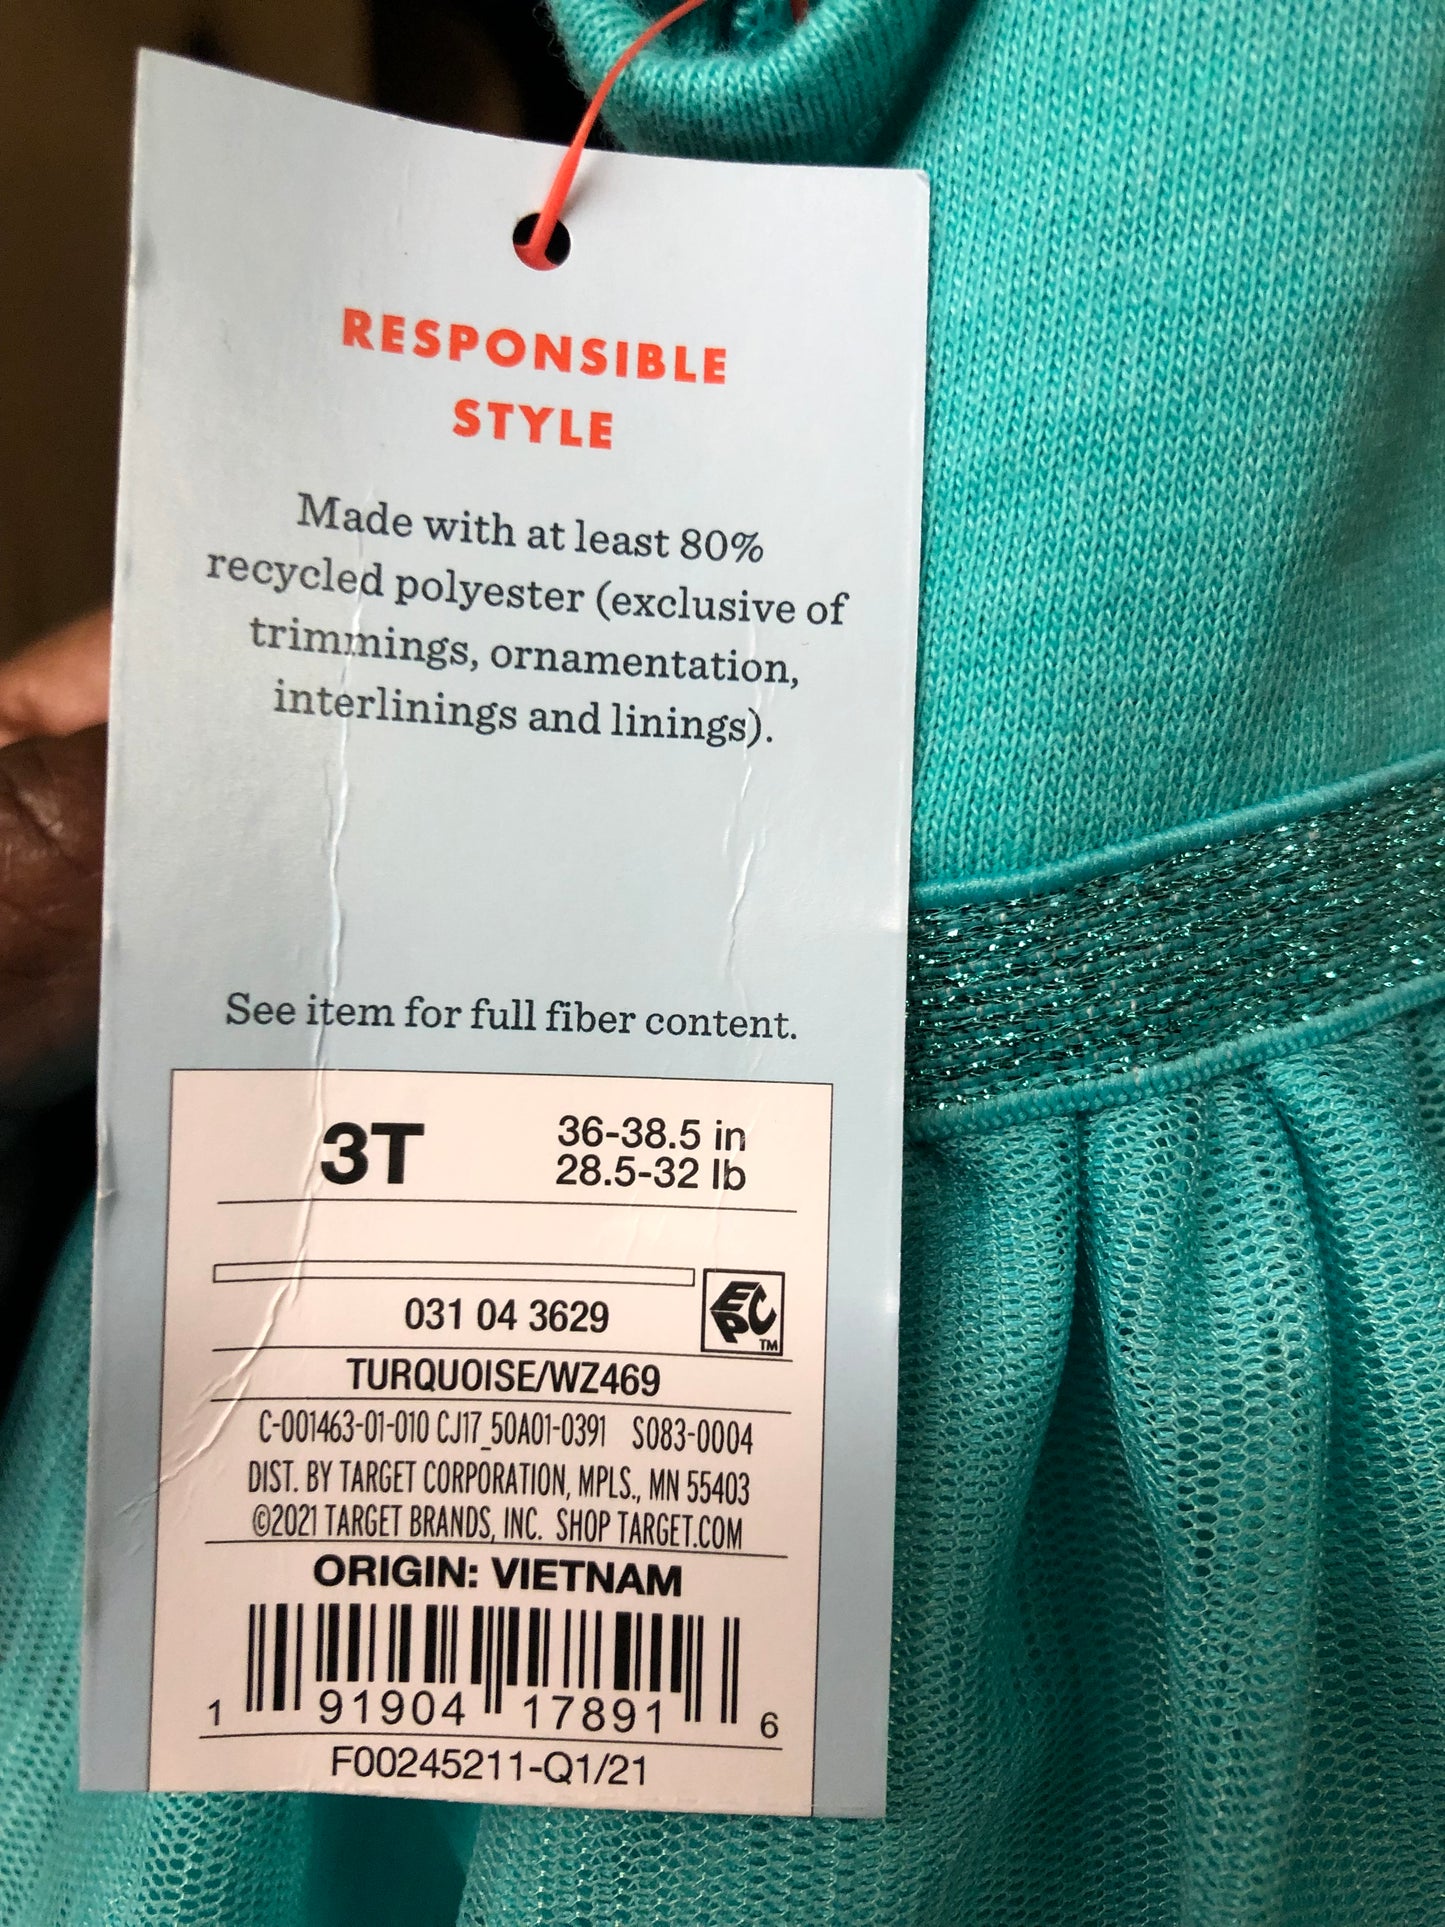 RESPONSIBLE
STYLE
Made with at least 80%
recycled polyester (exclusive of
trimmings, ornamentation,
interlinings and linings).
See item for full fiber content.
3T
36-38.5 in
28.5-32 lb
031 04 3629
EPC
TM
TURQUOISE/WZ469
C-001463-01-010 CJ17_50A01-0391 S083-0004
DIST. BY TARGET CORPORATION, MPLS., MN 55403
©2021 TARGET BRANDS, INC. SHOP TARGET.COM
ORIGIN: VIETNAM
1 91904 17891 6
F00245211-Q1/21